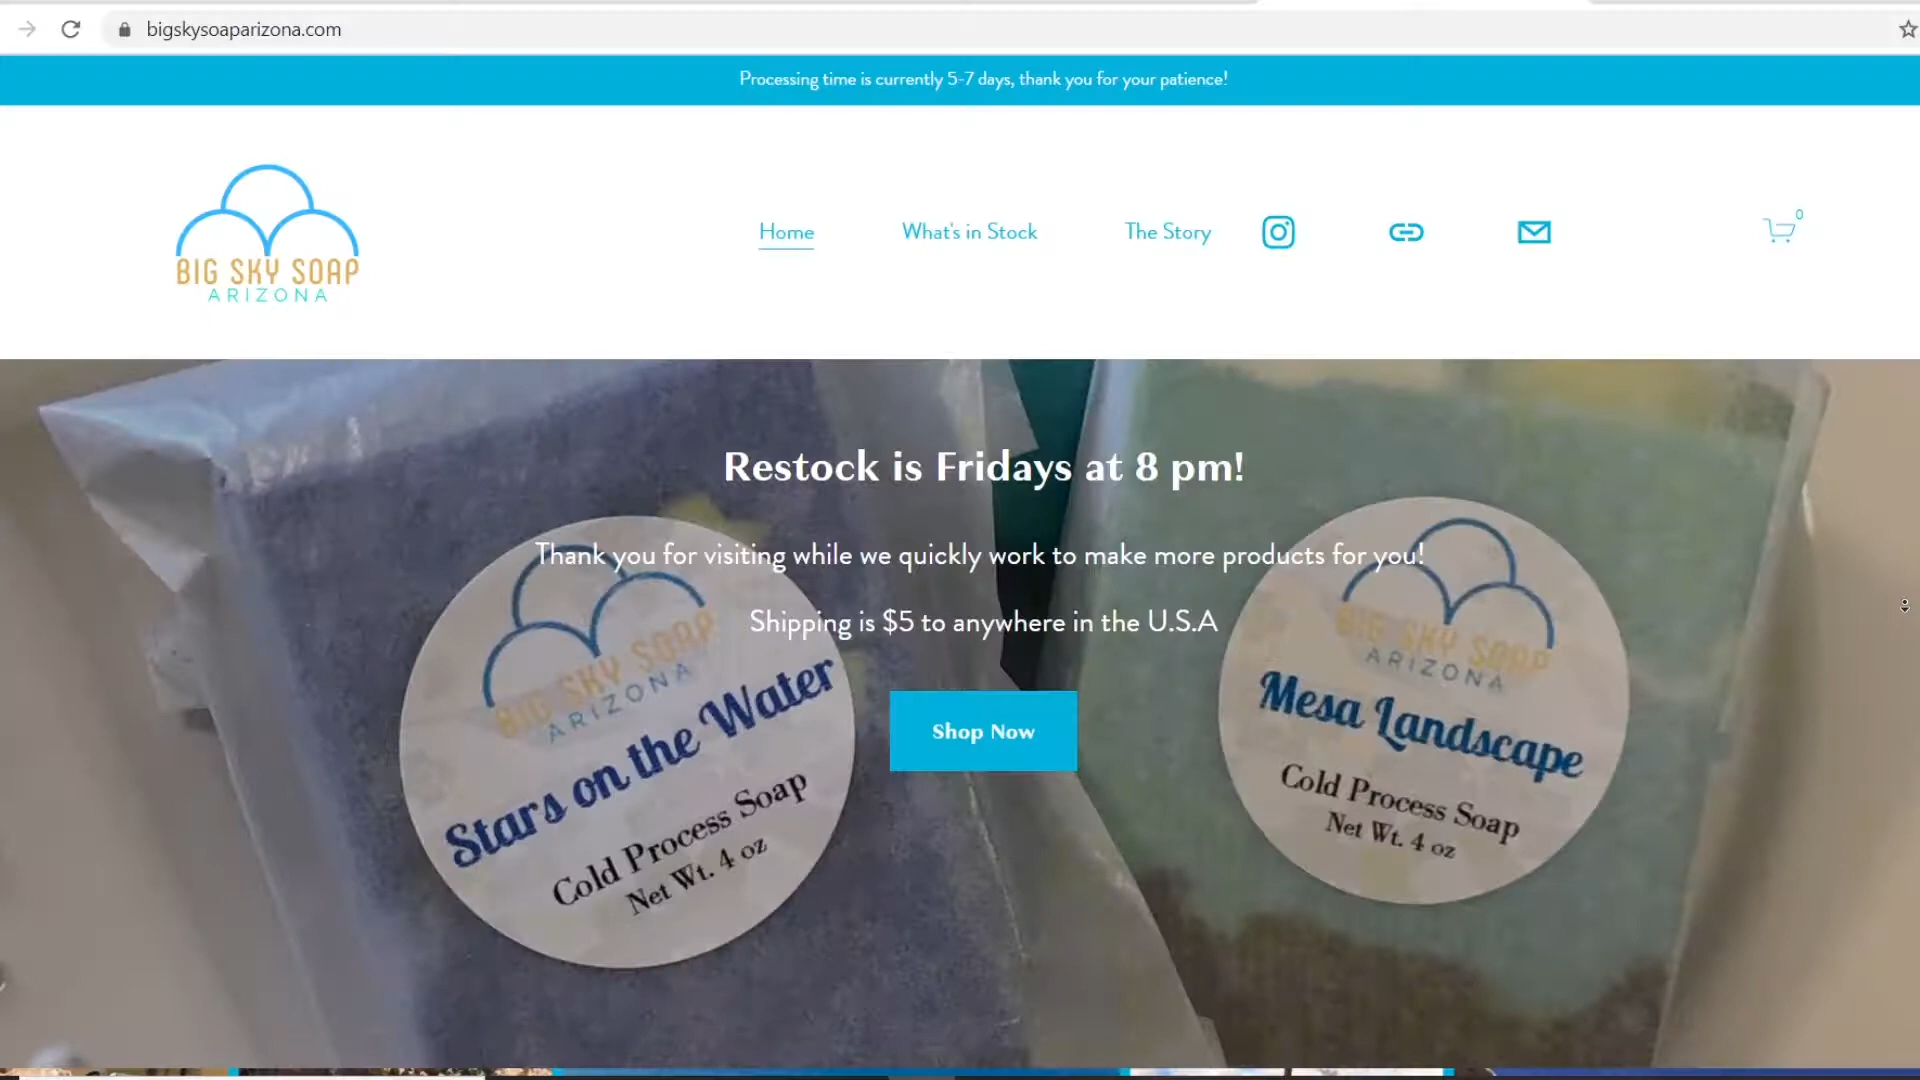 bigskysoaparizona.com
Processing time is currently 5-7 days, thank you for your patience!
BIG SKY SOAP
ARIZONA
Home
What's in Stock
The Story
0
Restock is Fridays at 8 pm!
Thank you for visiting while we quickly work to make more products for you!
Shipping is $5 to anywhere in the U.S.A
Shop Now
BIG SKY SOAP
ARIZONA
Stars on the Water
Cold Process Soap
Net Wt. 4 oz
BIG SKY SOAP
ARIZONA
Mesa Landscape
Cold Process Soap
Net Wt. 4 oz